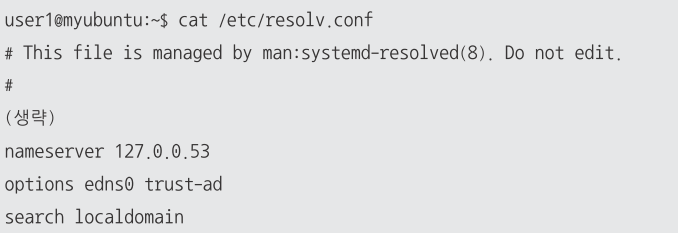 user1@myubuntu:~$ cat /etc/resolv.conf
# This file is managed by man:systemd-resolved(8). Do not edit.
#
(생략)
nameserver 127.0.0.53
options edns0 trust-ad
search localdomain